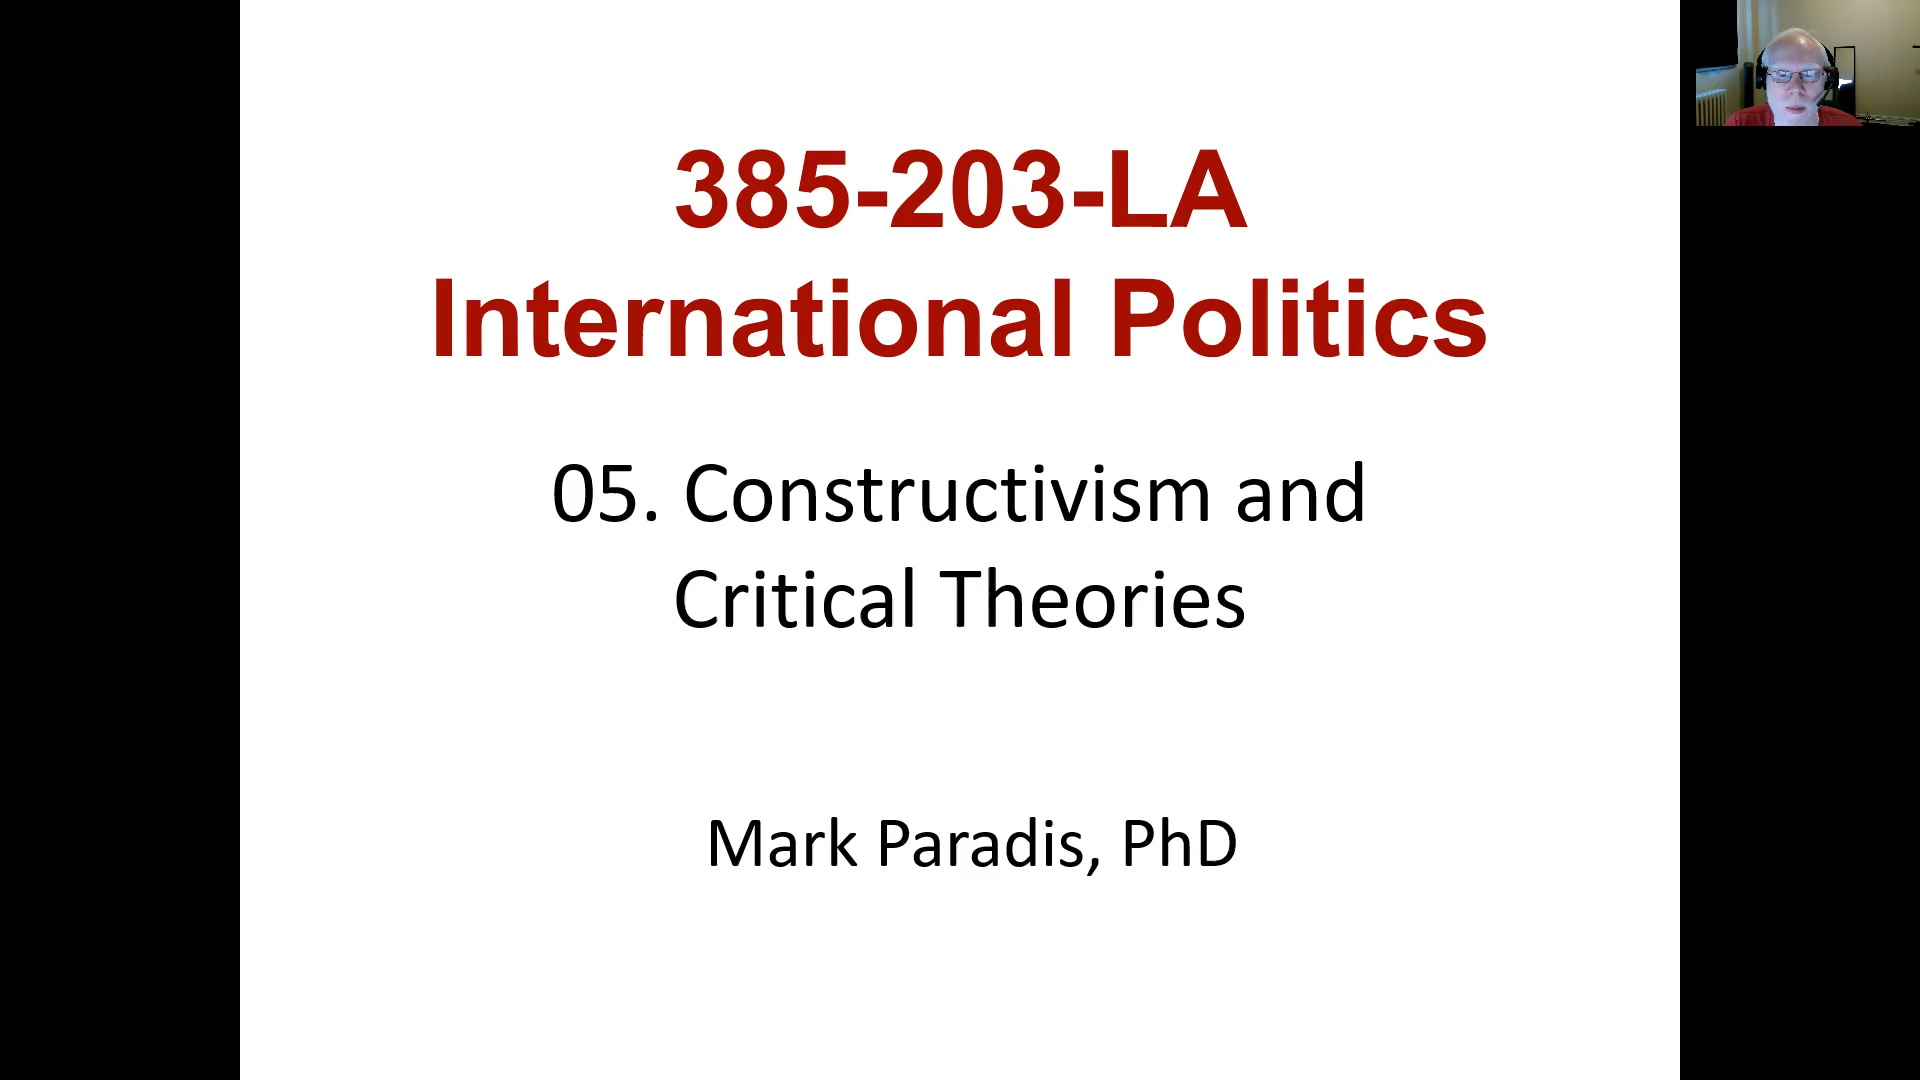 385-203-LA
International Politics
05. Constructivism and
Critical Theories
Mark Paradis, PhD